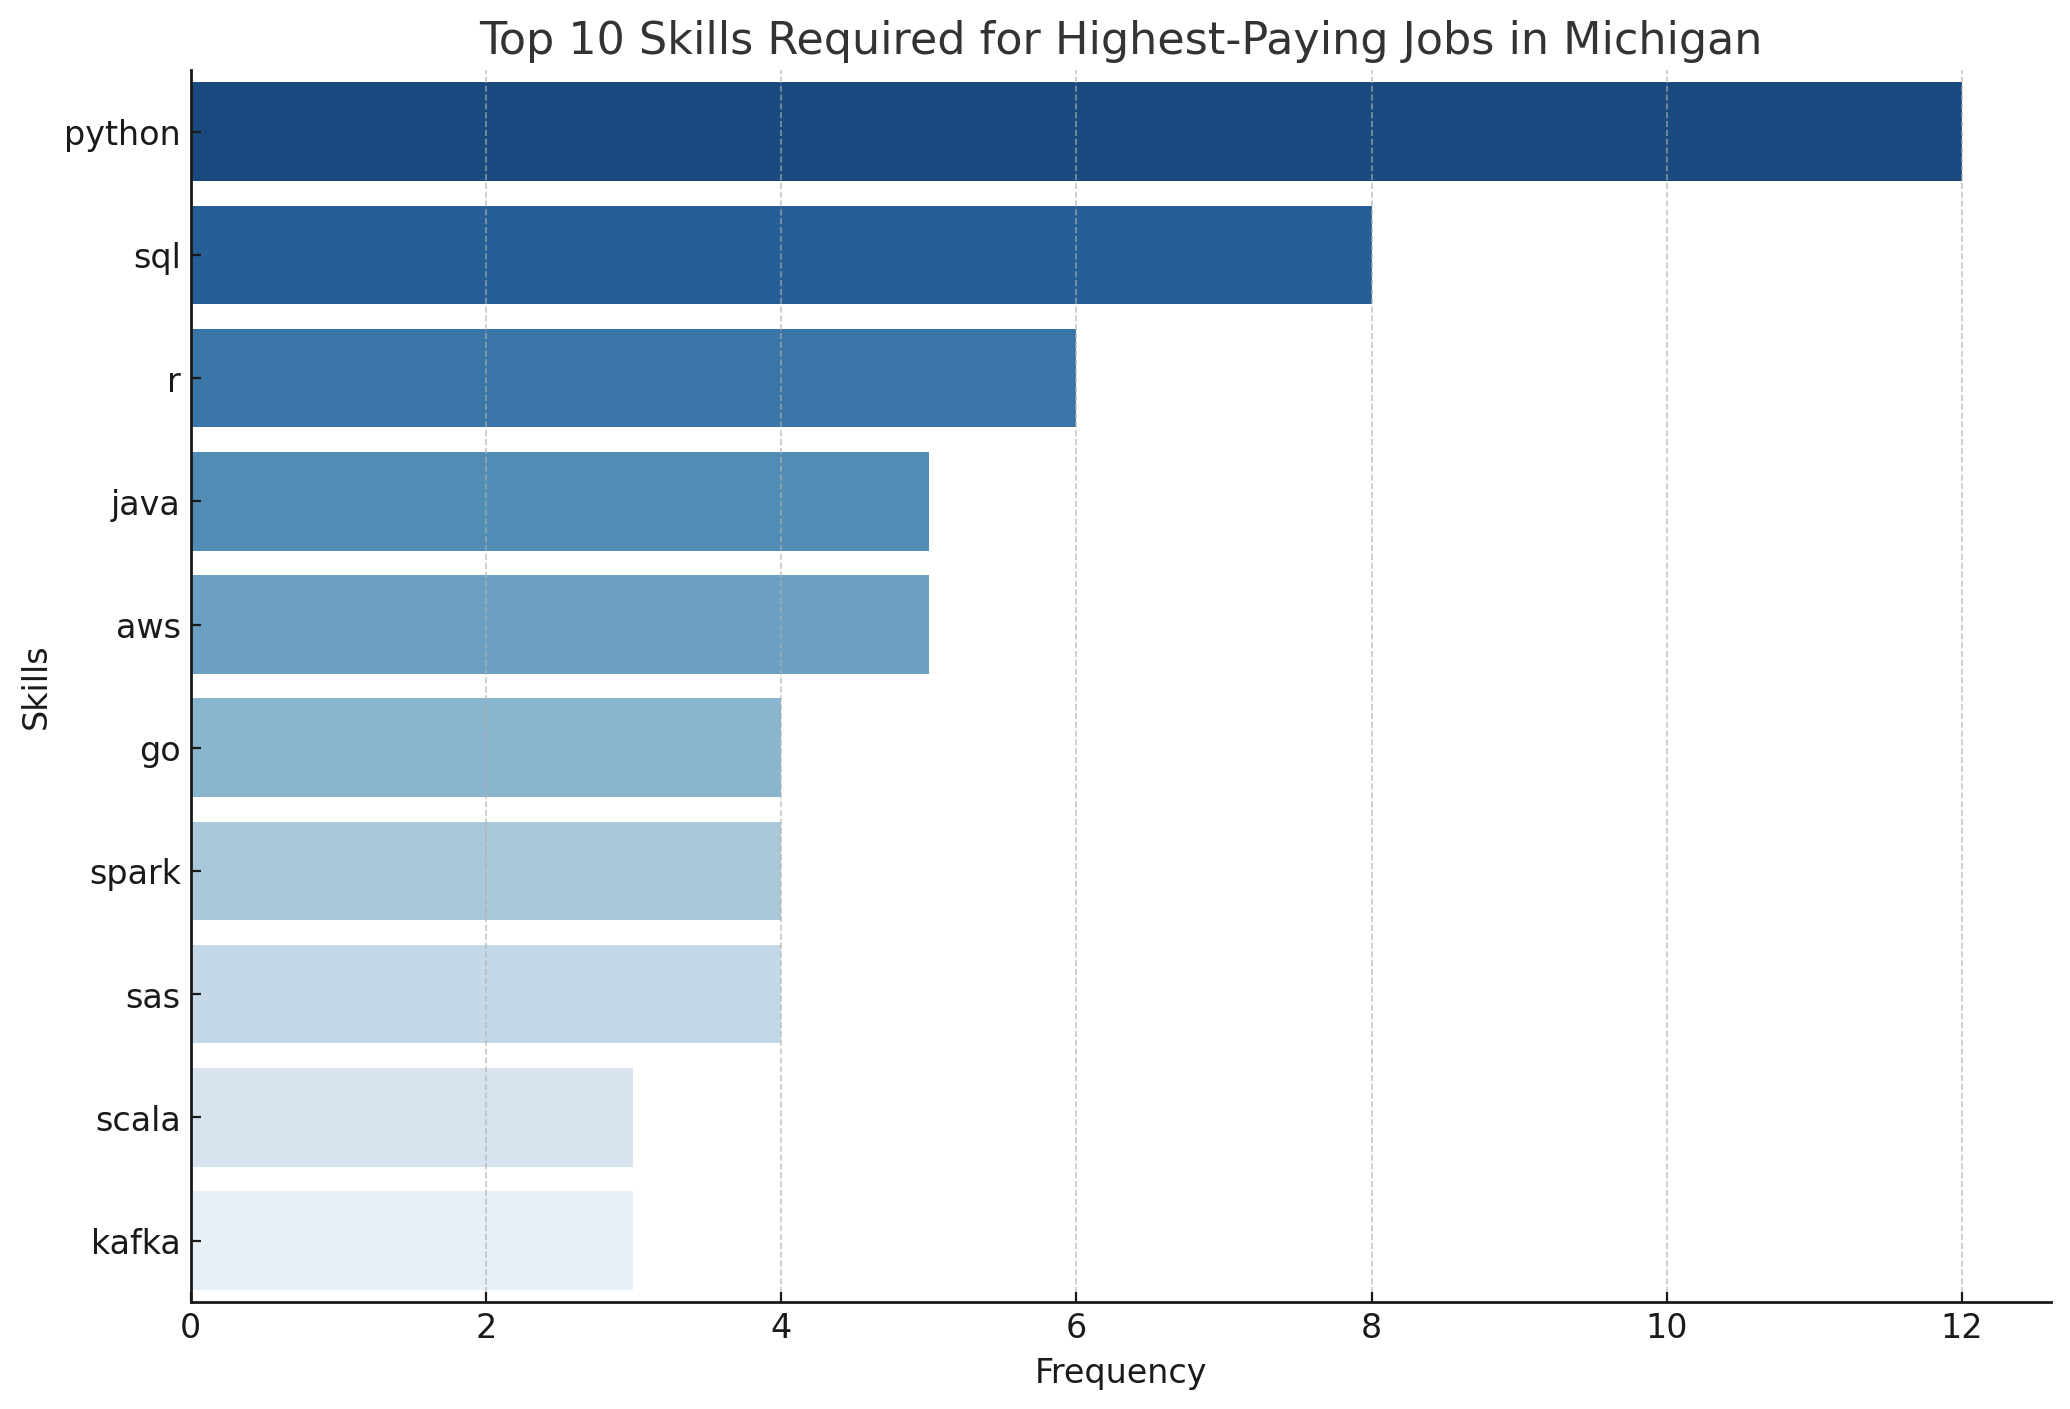 Top 10 Skills Required for Highest-Paying Jobs in Michigan
Skills
python
sql
r
java
aws
go
spark
sas
scala
kafka
0 2 4 6 8 10 12
Frequency